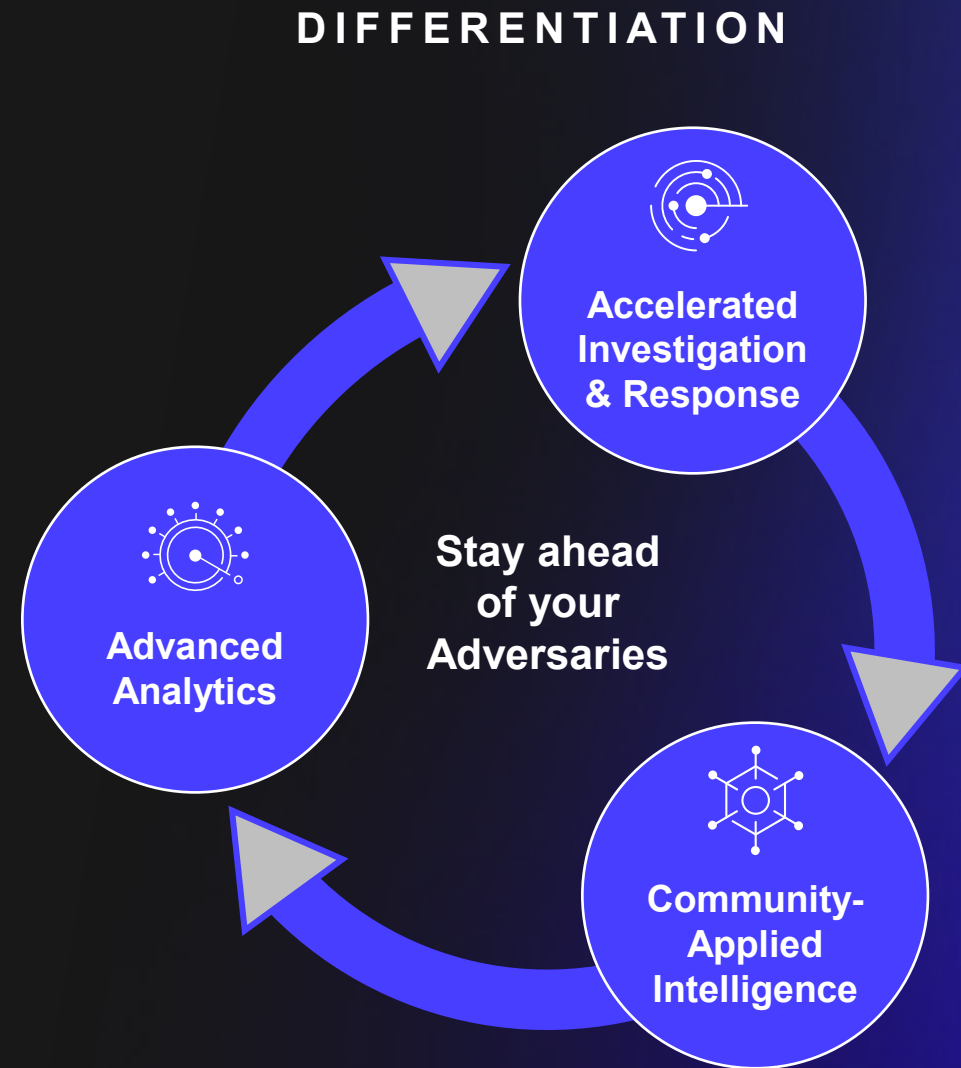 DIFFERENTIATION
Accelerated
Investigation
& Response
Stay ahead
of your
Adversaries
Advanced
Analytics
Community-
Applied
Intelligence